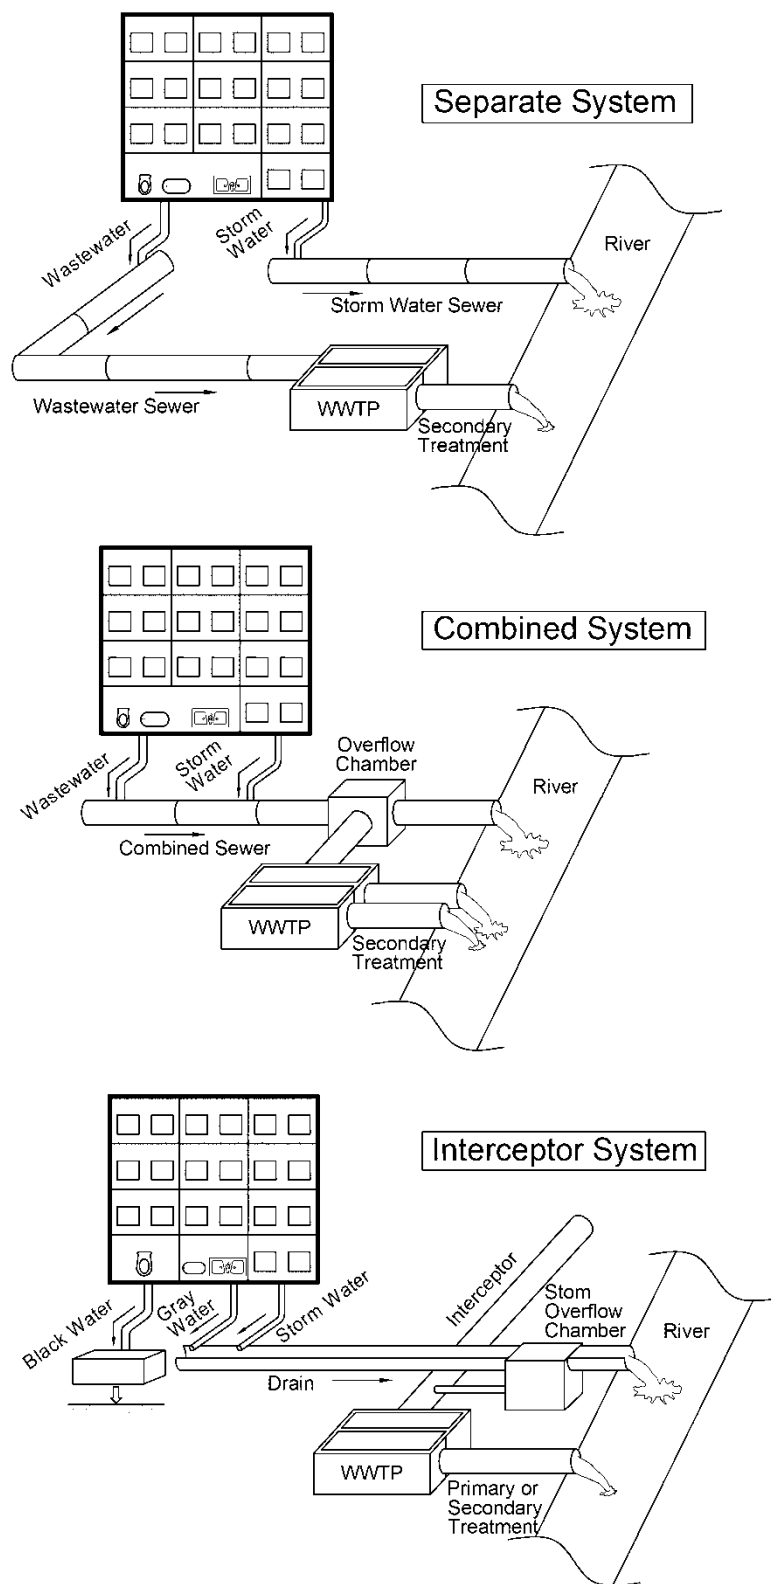 Separate System
Wastewater
Storm
Water
River
Storm Water Sewer
Wastewater Sewer
WWTP
Secondary
Treatment
Combined System
Wastewater
Storm
Water
Overflow
Chamber
River
Combined Sewer
WWTP
Secondary
Treatment
Interceptor System
Black Water
Gray
Water
Storm Water
Interceptor
Stom
Overflow
Chamber
River
Drain
WWTP
Primary or
Secondary
Treatment